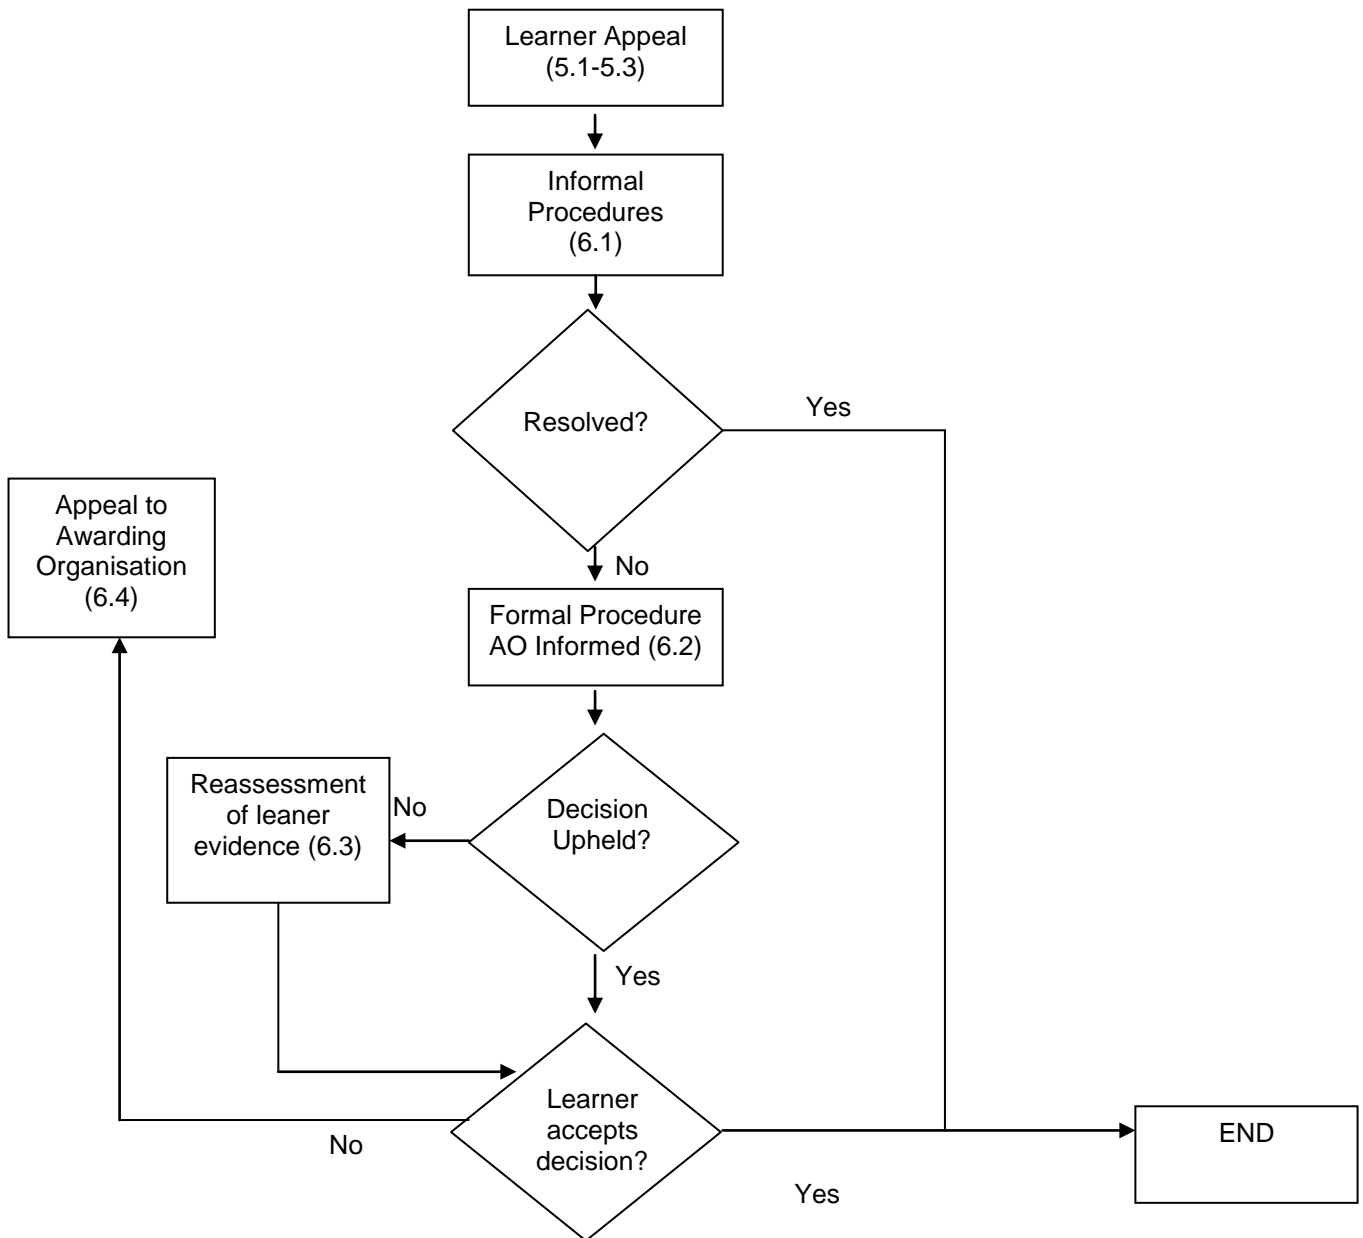 Learner Appeal
(5.1-5.3)
Informal
Procedures
(6.1)
Resolved?
Yes
Appeal to
Awarding
Organisation
(6.4)
No
Formal Procedure
AO Informed (6.2)
Reassessment
of leaner
evidence (6.3)
No
Decision
Upheld?
Yes
Learner
accepts
decision?
No
Yes
END